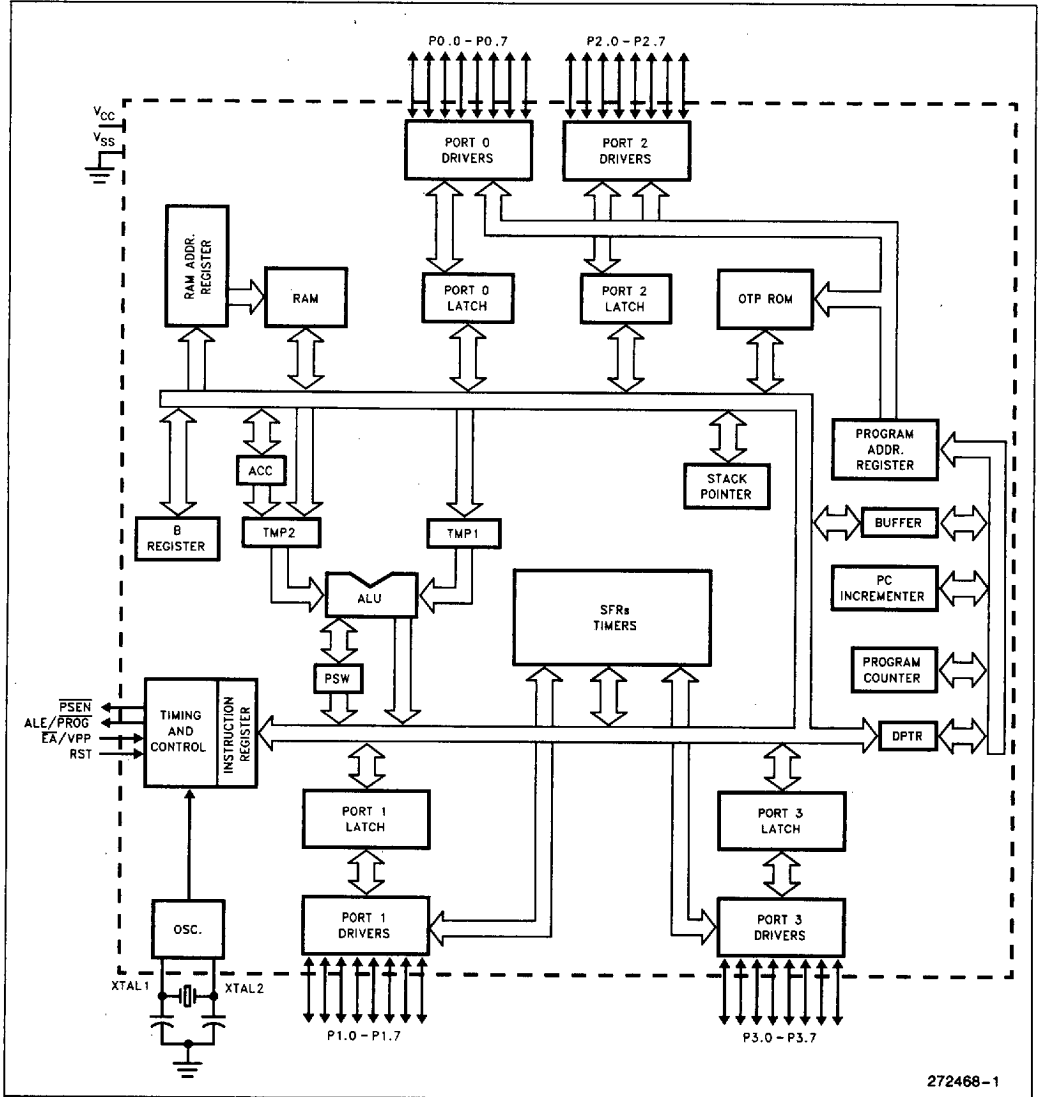 P0.0-P0.7
P2.0-P2.7
VCC
VSS
PORT 0
DRIVERS
PORT 2
DRIVERS
RAM ADDR.
REGISTER
RAM
PORT 0
LATCH
PORT 2
LATCH
OTP ROM
PROGRAM
ADDR.
REGISTER
ACC
STACK
POINTER
B
REGISTER
TMP2
TMP1
BUFFER
ALU
SFRs
TIMERS
PC
INCREMENTER
PSW
PROGRAM
COUNTER
PSEN
ALE/PROG
EA/VPP
RST
TIMING
AND
CONTROL
INSTRUCTION
REGISTER
DPTR
PORT 1
LATCH
PORT 3
LATCH
OSC.
PORT 1
DRIVERS
PORT 3
DRIVERS
XTAL1
XTAL2
P1.0-P1.7
P3.0-P3.7
272468-1